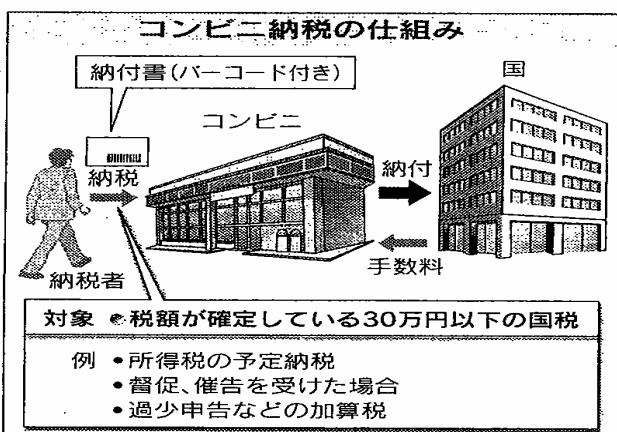 コンビニ納税の仕組み
納付書(バーコード付き)
国
コンビニ
納税
納付
手数料
納税者
対象 •税額が確定している30万円以下の国税
例 •所得税の予定納税
•督促、催告を受けた場合
•過少申告などの加算税